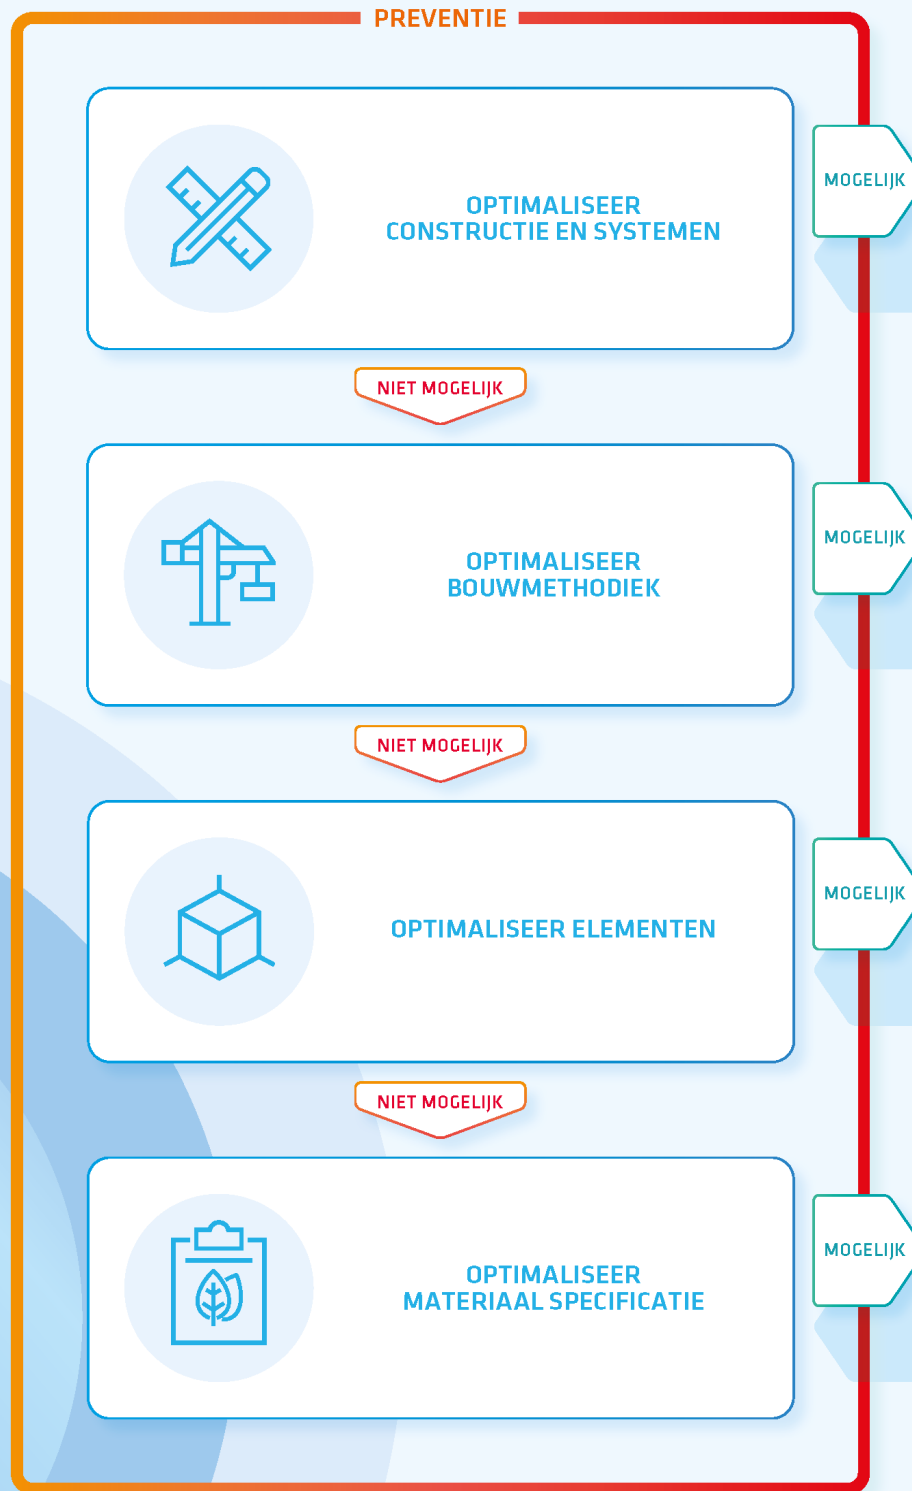 PREVENTIE
OPTIMALISEER
CONSTRUCTIE EN SYSTEMEN
MOGELIJK
NIET MOGELIJK
OPTIMALISEER
BOUWMETHODIEK
MOGELIJK
NIET MOGELIJK
OPTIMALISEER ELEMENTEN
MOGELIJK
NIET MOGELIJK
OPTIMALISEER
MATERIAAL SPECIFICATIE
MOGELIJK